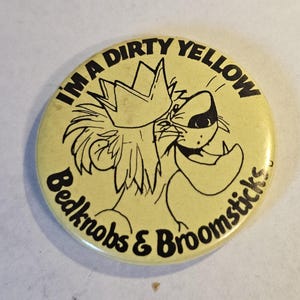 I'M A DIRTY YELLOW
Bedknobs & Broomsticks